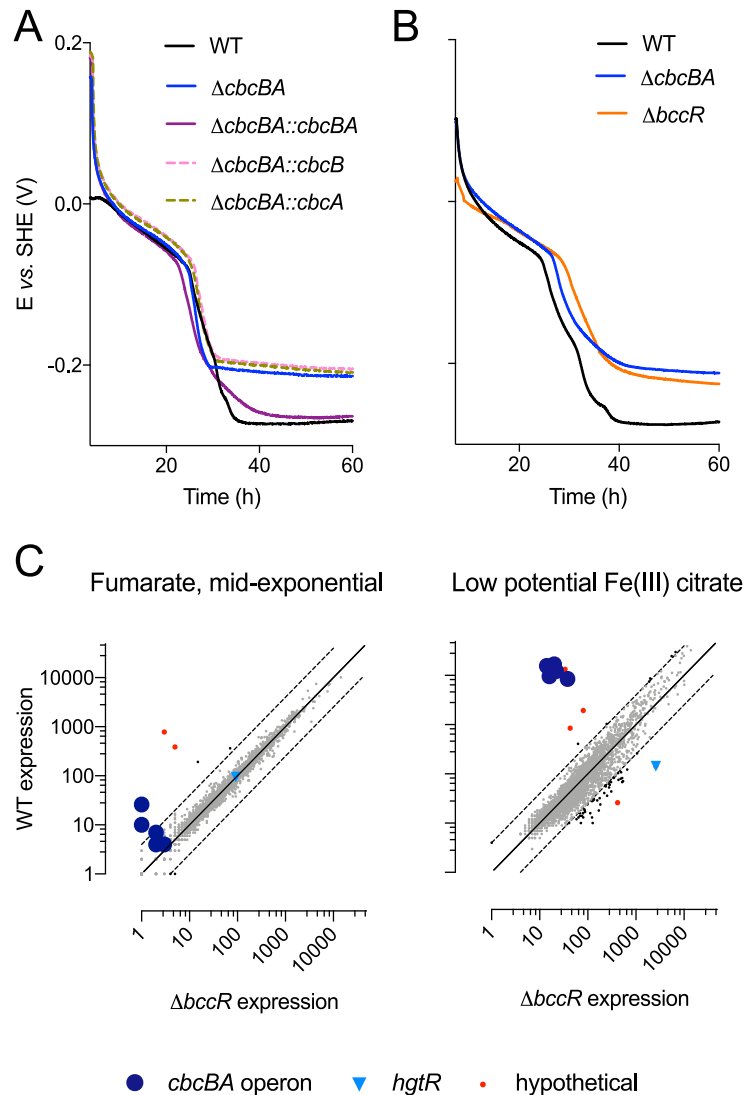 A
WT
ΔcbcBA
ΔcbcBA::cbcBA
ΔcbcBA::cbcB
ΔcbcBA::cbcA
E vs. SHE (V)
0.2
0.0
-0.2
20
40
60
Time (h)
B
WT
ΔcbcBA
ΔbccR
20
40
60
Time (h)
C
Fumarate, mid-exponential
Low potential Fe(III) citrate
WT expression
10000
1000
100
10
1
1
10
100
1000
10000
ΔbccR expression
1
10
100
1000
10000
ΔbccR expression
cbcBA operon
hgtR
hypothetical